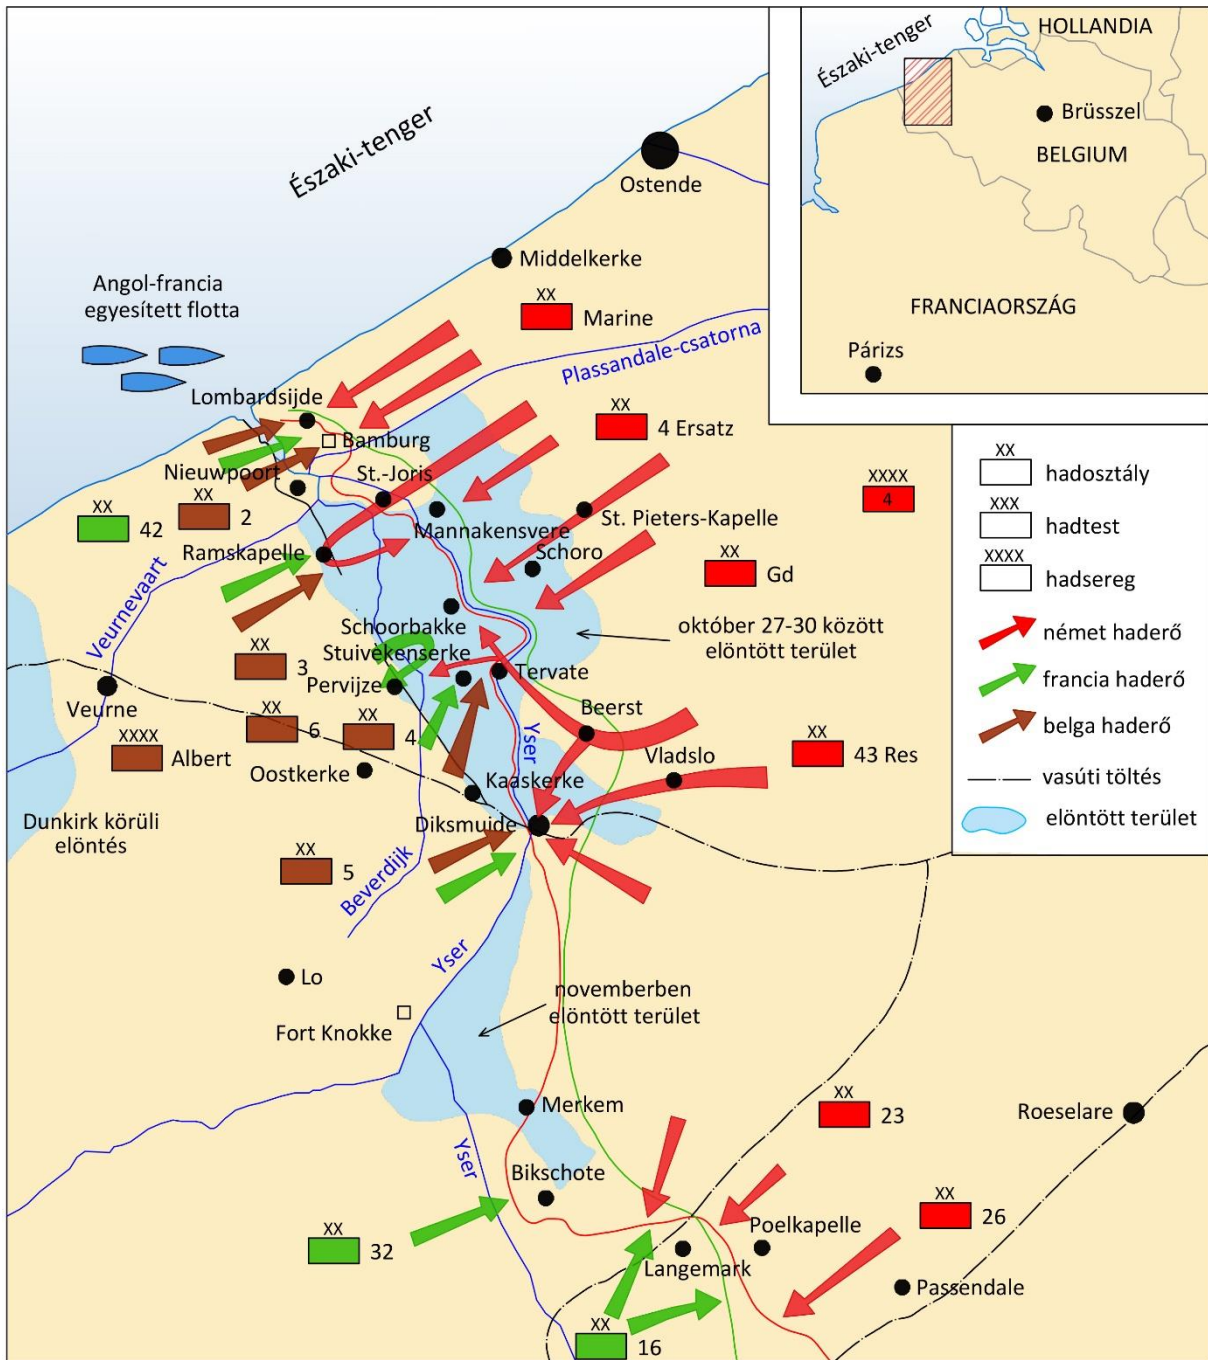 Északi-tenger
HOLLANDIA
Brüsszel
BELGIUM
FRANCIAORSZÁG
Párizs
Északi-tenger
Ostende
Middelkerke
Angol-francia
egyesített flotta
XX
Marine
Plassandale-csatorna
Lombardsijde
Bamburg
XX
4 Ersatz
Nieuwpoort
St.-Joris
XX
42
XX
2
Mannakensvere
St. Pieters-Kapelle
XXXX
4
Ramskapelle
Schoro
XX
Gd
Veurnevaart
Schoorbakke
október 27-30 között
elöntött terület
Stuivekenserke
XX
3
Pervijze
Tervate
Veurne
XX
6
XX
4
Beerst
Yser
XXXX
Albert
Oostkerke
Vladslo
XX
43 Res
Kaaskerke
Dunkirk körüli
elöntés
Diksmuide
XX
5
Beverdijk
Yser
Lo
novemberben
elöntött terület
Fort Knokke
Merkem
XX
23
Roeselare
Yser
Bikschote
XX
26
XX
32
Poelkapelle
Langemark
Passendale
XX
16
XX
hadosztály
XXX
hadtest
XXXX
hadsereg
német haderő
francia haderő
belga haderő
vasúti töltés
elöntött terület